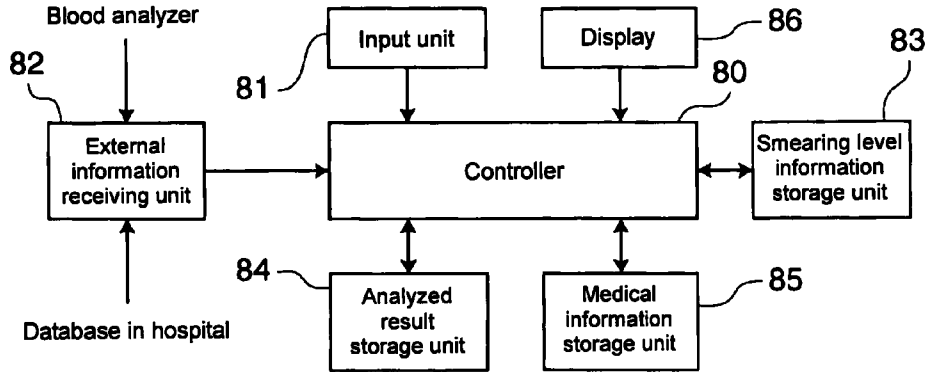 Blood analyzer
82
Input unit
81
Display
86
80
83
External
information
receiving unit
Controller
Smearing level
information
storage unit
84
Analyzed
result
storage unit
Medical
information
storage unit
85
Database in hospital